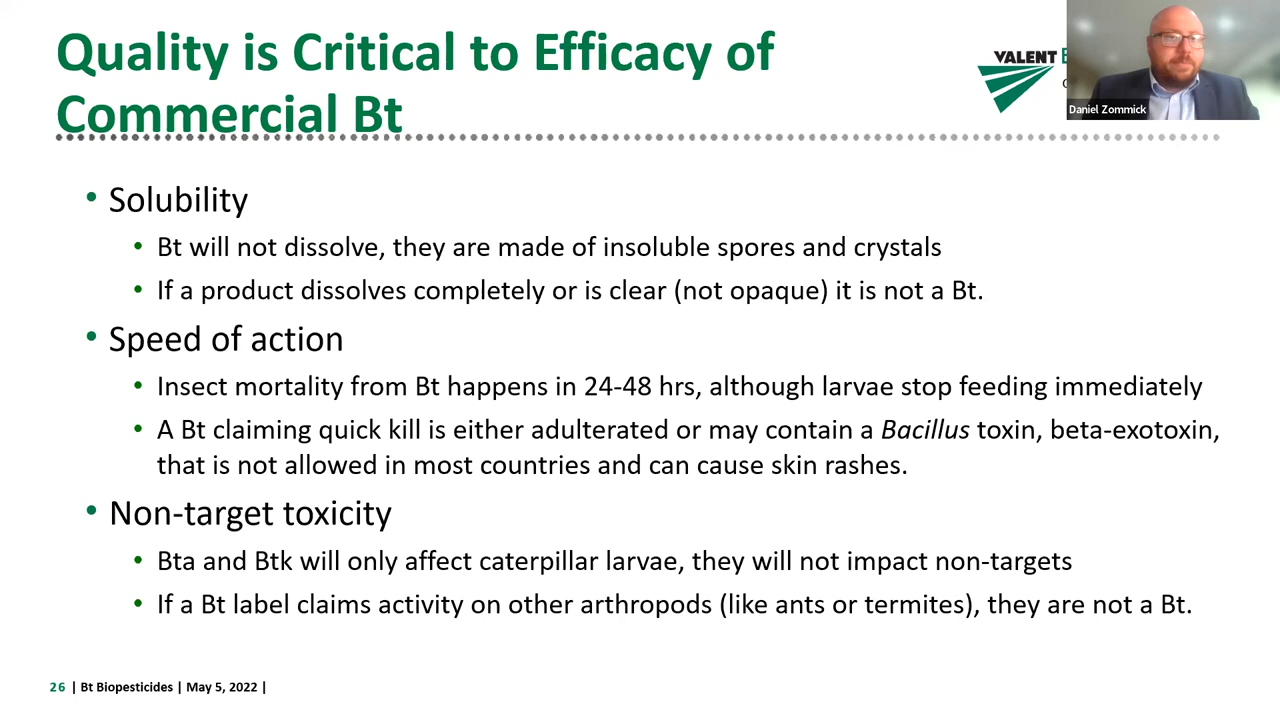 Quality is Critical to Efficacy of
Commercial Bt
VALENT
Daniel Zommick
• Solubility
• Bt will not dissolve, they are made of insoluble spores and crystals
• If a product dissolves completely or is clear (not opaque) it is not a Bt.
• Speed of action
• Insect mortality from Bt happens in 24-48 hrs, although larvae stop feeding immediately
• A Bt claiming quick kill is either adulterated or may contain a Bacillus toxin, beta-exotoxin,
that is not allowed in most countries and can cause skin rashes.
• Non-target toxicity
• Bta and Btk will only affect caterpillar larvae, they will not impact non-targets
• If a Bt label claims activity on other arthropods (like ants or termites), they are not a Bt.
26 | Bt Biopesticides | May 5, 2022 |